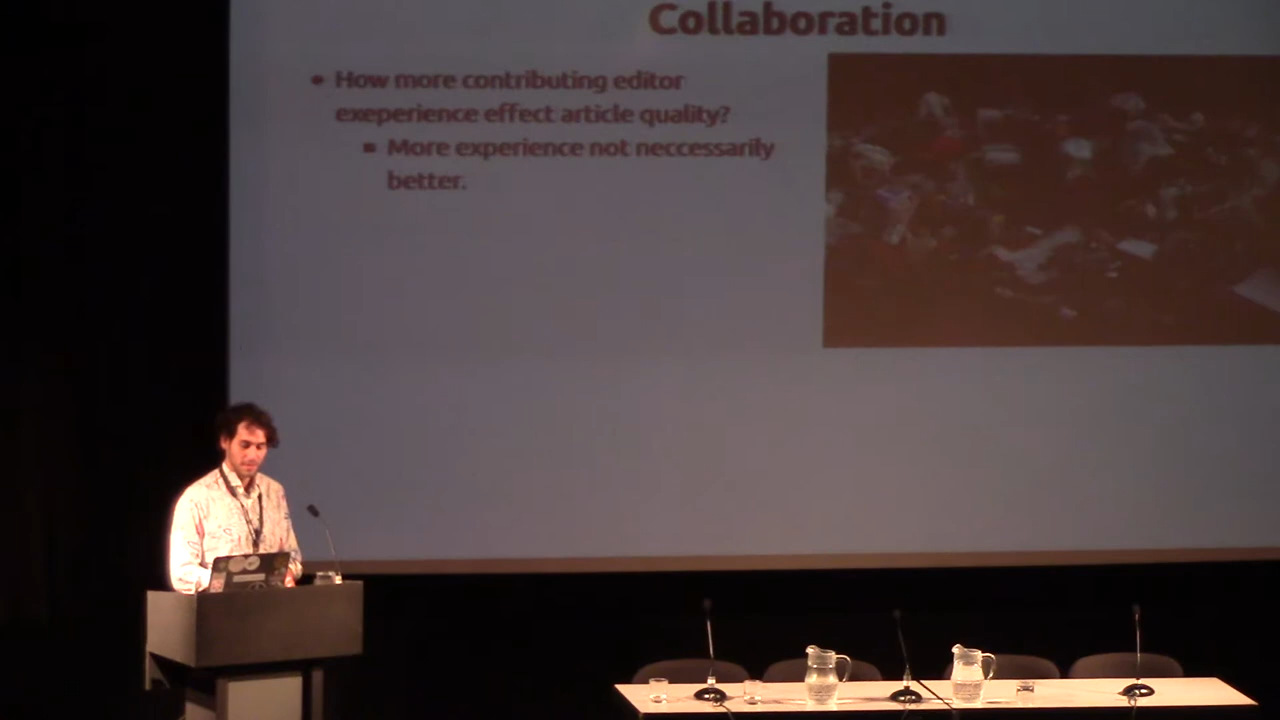 Collaboration
How more contributing editor
exeperience effect article quality?
More experience not neccessarily
better.